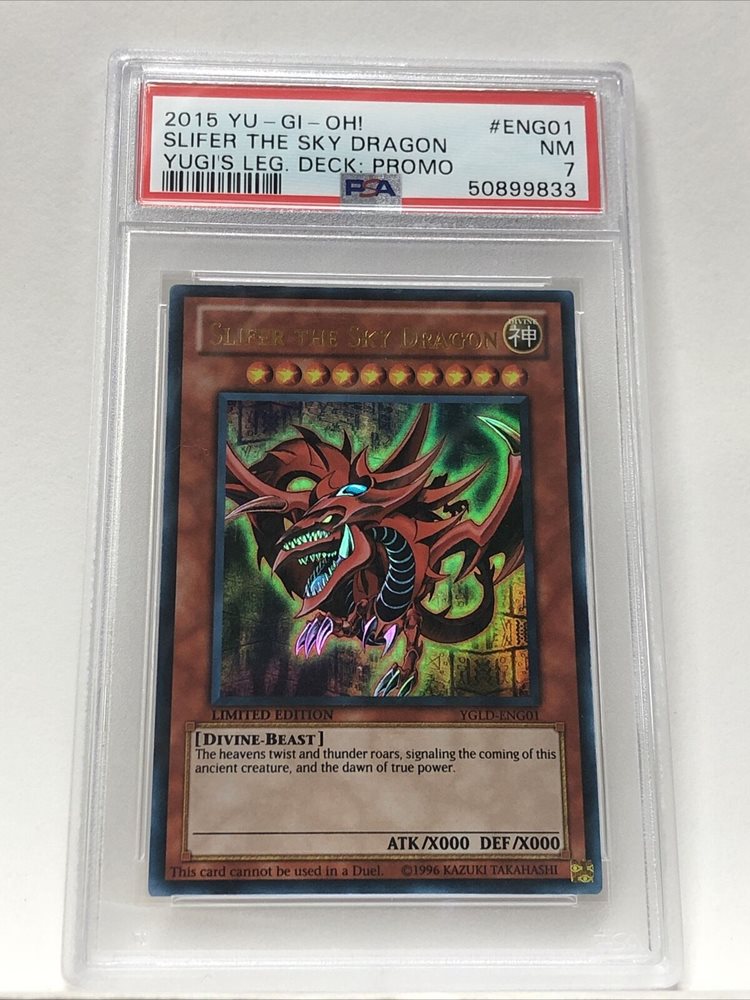 2015 YU-GI-OH! #ENG01
SLIFER THE SKY DRAGON NM
YUGI'S LEG. DECK: PROMO 7
PSA 50899833
SLIFER THE SKY DRAGON
DIVINE
神
LIMITED EDITION YGLD-ENG01
[DIVINE-BEAST]
The heavens twist and thunder roars, signaling the coming of this
ancient creature, and the dawn of true power.
ATK/X000 DEF/X000
This card cannot be used in a Duel. ©1996 KAZUKI TAKAHASHI